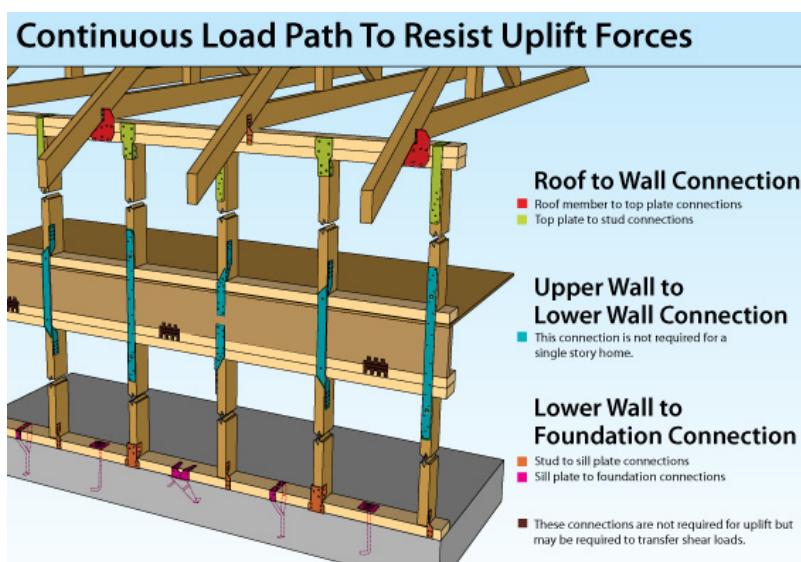 Continuous Load Path To Resist Uplift Forces
Roof to Wall Connection
Roof member to top plate connections
Top plate to stud connections
Upper Wall to
Lower Wall Connection
This connection is not required for a
single story home.
Lower Wall to
Foundation Connection
Stud to sill plate connections
Sill plate to foundation connections
These connections are not required for uplift but
may be required to transfer shear loads.